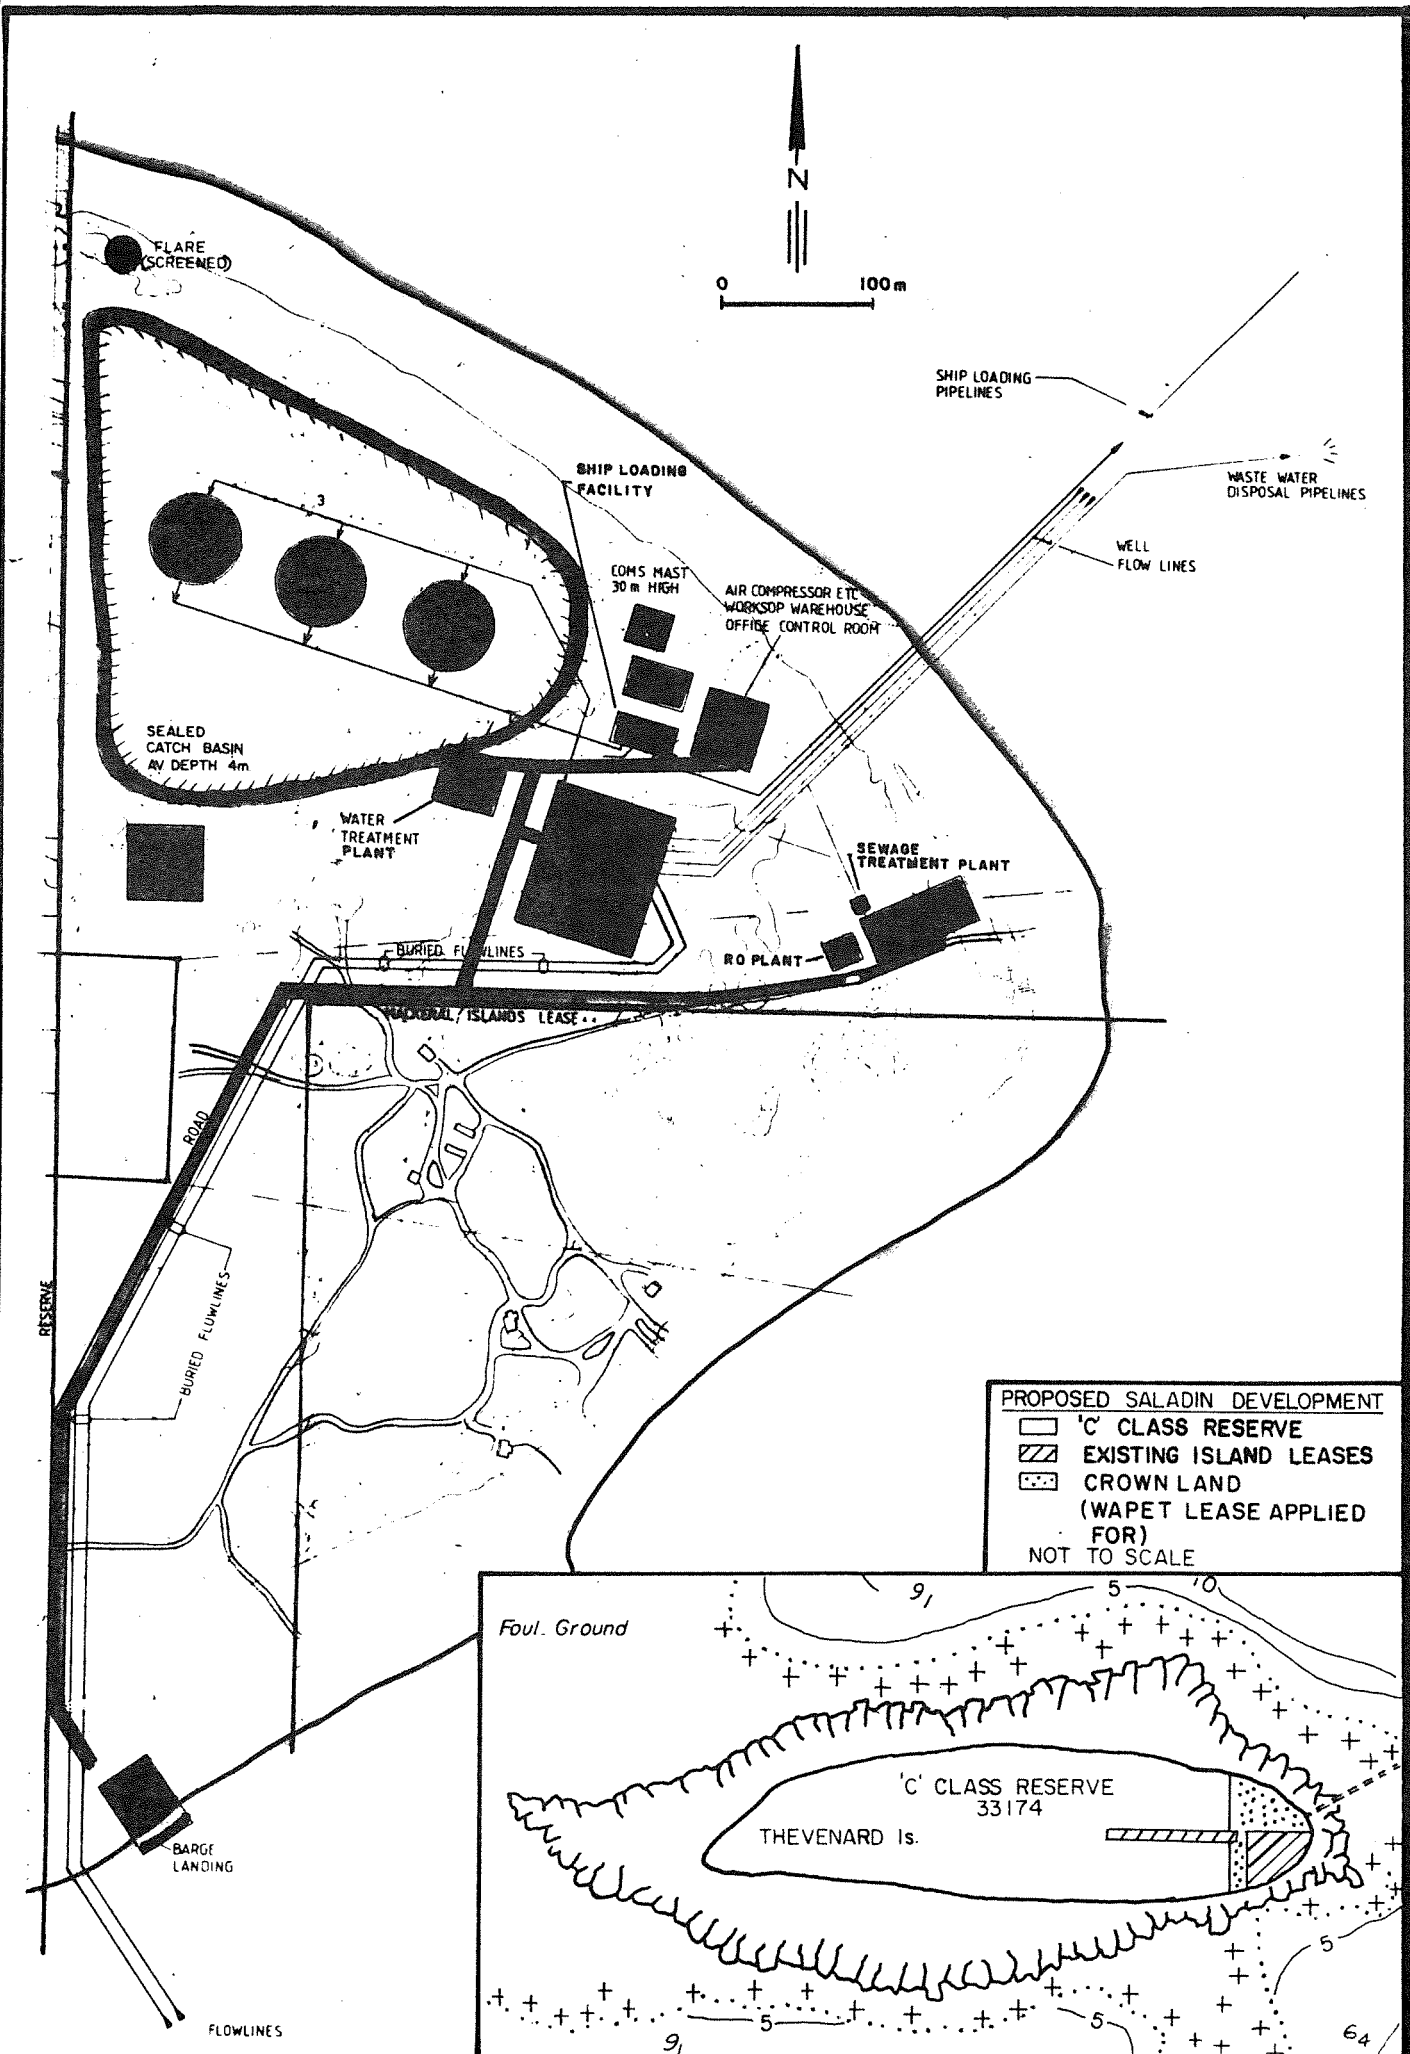 N
0 100m
FLARE
(SCREENED)
SHIP LOADING
PIPELINES
WASTE WATER
DISPOSAL PIPELINES
WELL
FLOW LINES
SHIP LOADING
FACILITY
3
COMS MAST
30 m HIGH
AIR COMPRESSOR ETC
WORKSOP WAREHOUSE
OFFICE CONTROL ROOM
SEALED
CATCH BASIN
AV DEPTH 4m
WATER
TREATMENT
PLANT
SEWAGE
TREATMENT PLANT
BURIED FLOWLINES
RO PLANT
MACKERAL ISLANDS LEASE
ROAD
BURIED FLOWLINES
RESERVE
BARGE
LANDING
FLOWLINES
PROPOSED SALADIN DEVELOPMENT
'C' CLASS RESERVE
EXISTING ISLAND LEASES
CROWN LAND
(WAPET LEASE APPLIED
FOR)
NOT TO SCALE
Foul. Ground
9₁
5
10
'C' CLASS RESERVE
33174
THEVENARD Is.
5
5
5
9₁
6₄